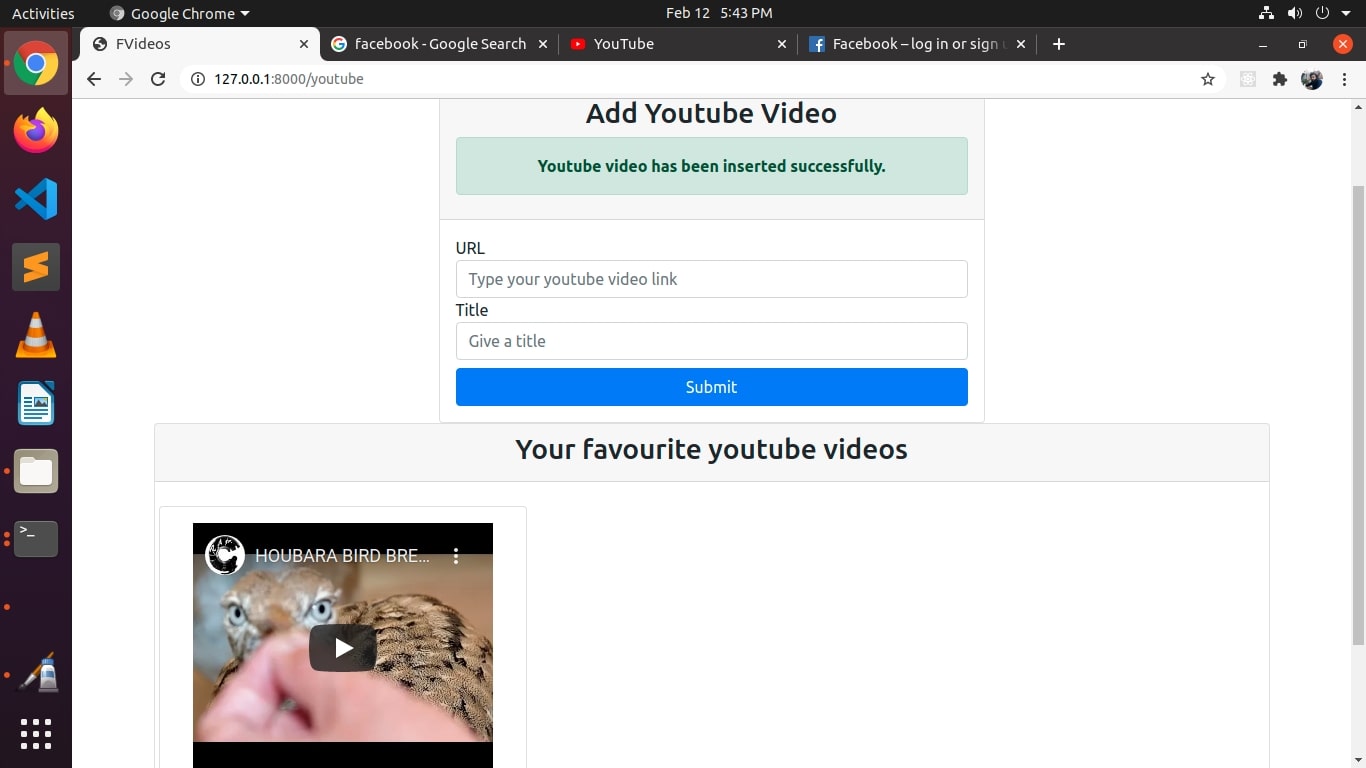 Activities
Google Chrome
Feb 12 5:43 PM
FVideos
facebook - Google Search
YouTube
Facebook – log in or sign u
127.0.0.1:8000/youtube
Add Youtube Video
Youtube video has been inserted successfully.
URL
Type your youtube video link
Title
Give a title
Submit
Your favourite youtube videos
HOUBARA BIRD BRE...